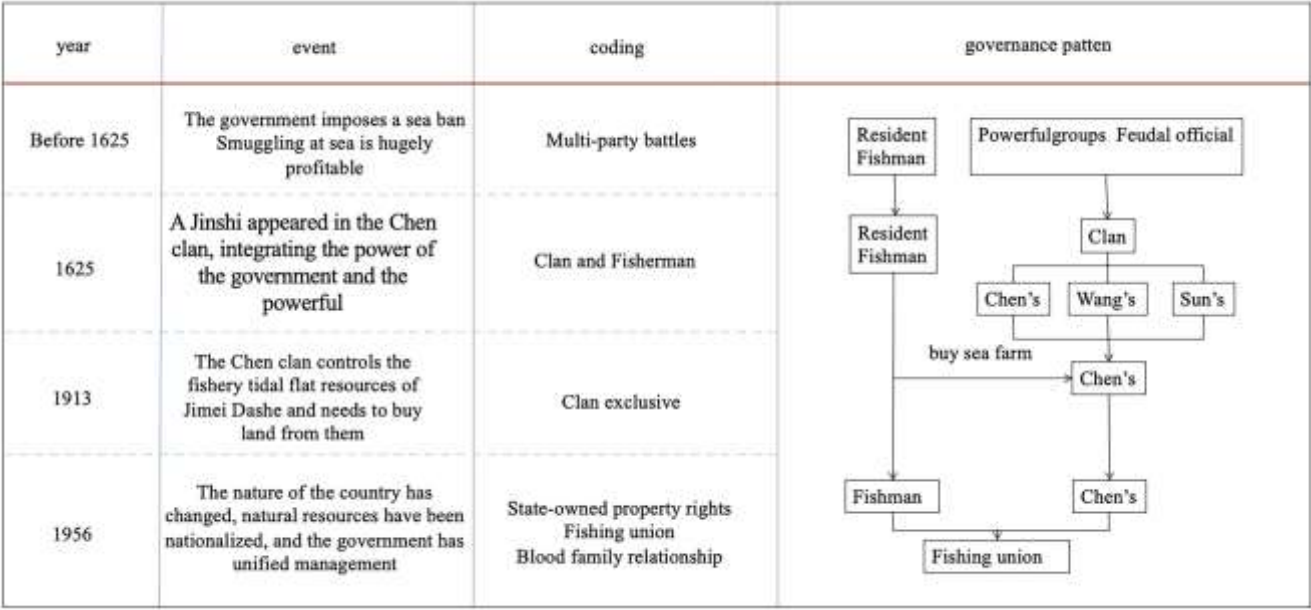 year
event
coding
governance patten
Before 1625
The government imposes a sea ban
Smuggling at sea is hugely
profitable
Multi-party battles
Resident
Fishman
Powerfulgroups Feudal official
1625
A Jinshi appeared in the Chen
clan, integrating the power of
the government and the
powerful
Clan and Fisherman
Resident
Fishman
Clan
Chen's
Wang's
Sun's
1913
The Chen clan controls the
fishery tidal flat resources of
Jimei Dashe and needs to buy
land from them
Clan exclusive
buy sea farm
Chen's
1956
The nature of the country has
changed, natural resources have been
nationalized, and the government has
unified management
State-owned property rights
Fishing union
Blood family relationship
Fishman
Chen's
Fishing union